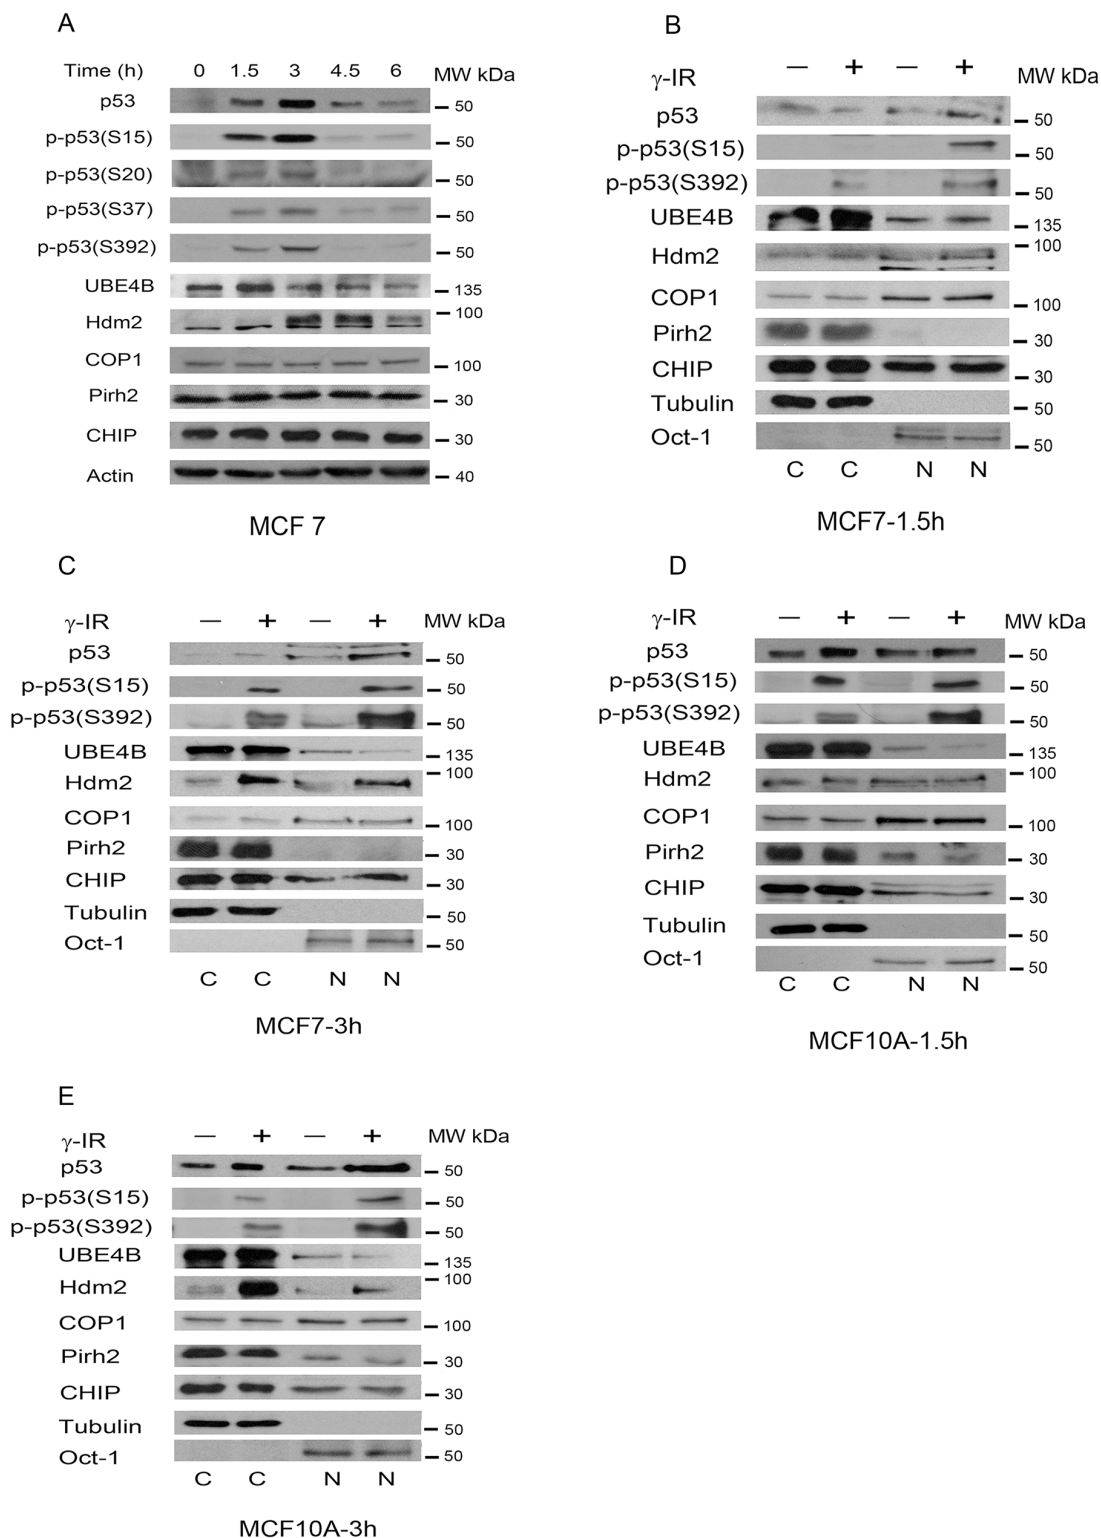 A
Time (h) 0 1.5 3 4.5 6 MW kDa
p53 50
p-p53(S15) 50
p-p53(S20) 50
p-p53(S37) 50
p-p53(S392) 50
UBE4B 135
Hdm2 100
COP1 100
Pirh2 30
CHIP 30
Actin 40
MCF 7
B
γ-IR — + — + MW kDa
p53 50
p-p53(S15) 50
p-p53(S392) 50
UBE4B 135
Hdm2 100
COP1 100
Pirh2 30
CHIP 30
Tubulin 50
Oct-1 50
C C N N
MCF7-1.5h
C
γ-IR — + — + MW kDa
p53 50
p-p53(S15) 50
p-p53(S392) 50
UBE4B 135
Hdm2 100
COP1 100
Pirh2 30
CHIP 30
Tubulin 50
Oct-1 50
C C N N
MCF7-3h
D
γ-IR — + — + MW kDa
p53 50
p-p53(S15) 50
p-p53(S392) 50
UBE4B 135
Hdm2 100
COP1 100
Pirh2 30
CHIP 30
Tubulin 50
Oct-1 50
C C N N
MCF10A-1.5h
E
γ-IR — + — + MW kDa
p53 50
p-p53(S15) 50
p-p53(S392) 50
UBE4B 135
Hdm2 100
COP1 100
Pirh2 30
CHIP 30
Tubulin 50
Oct-1 50
C C N N
MCF10A-3h